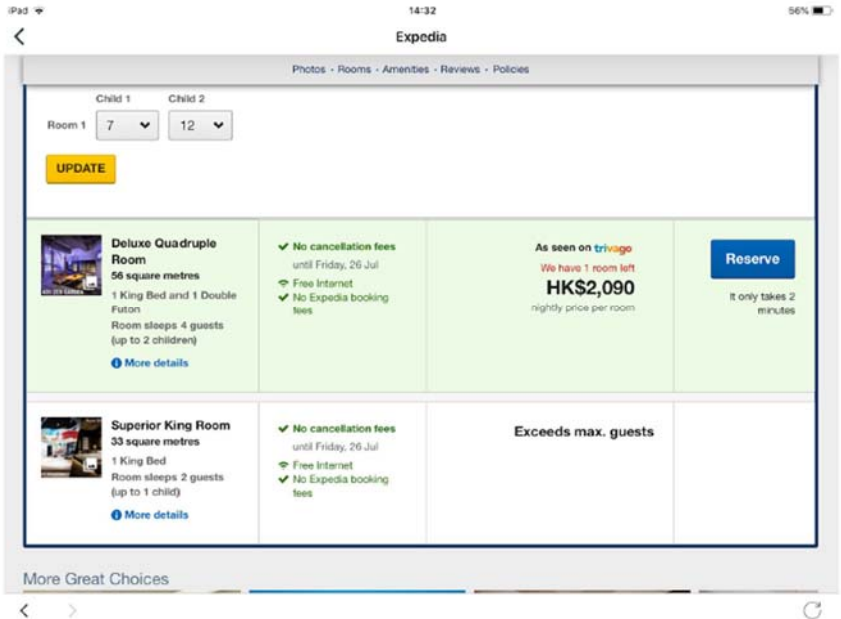 iPad 14:32 56%
Expedia
Photos - Rooms - Amenities - Reviews - Policies
Child 1 Child 2
Room 1 7 12
UPDATE
Deluxe Quadruple
Room
56 square metres
1 King Bed and 1 Double
Futon
Room sleeps 4 guests
(up to 2 children)
More details
No cancellation fees
until Friday, 26 Jul
Free Internet
No Expedia booking
fees
As seen on trivago
We have 1 room left
HK$2,090
nightly price per room
Reserve
It only takes 2
minutes
Superior King Room
33 square metres
1 King Bed
Room sleeps 2 guests
(up to 1 child)
More details
No cancellation fees
until Friday, 26 Jul
Free Internet
No Expedia booking
fees
Exceeds max. guests
More Great Choices